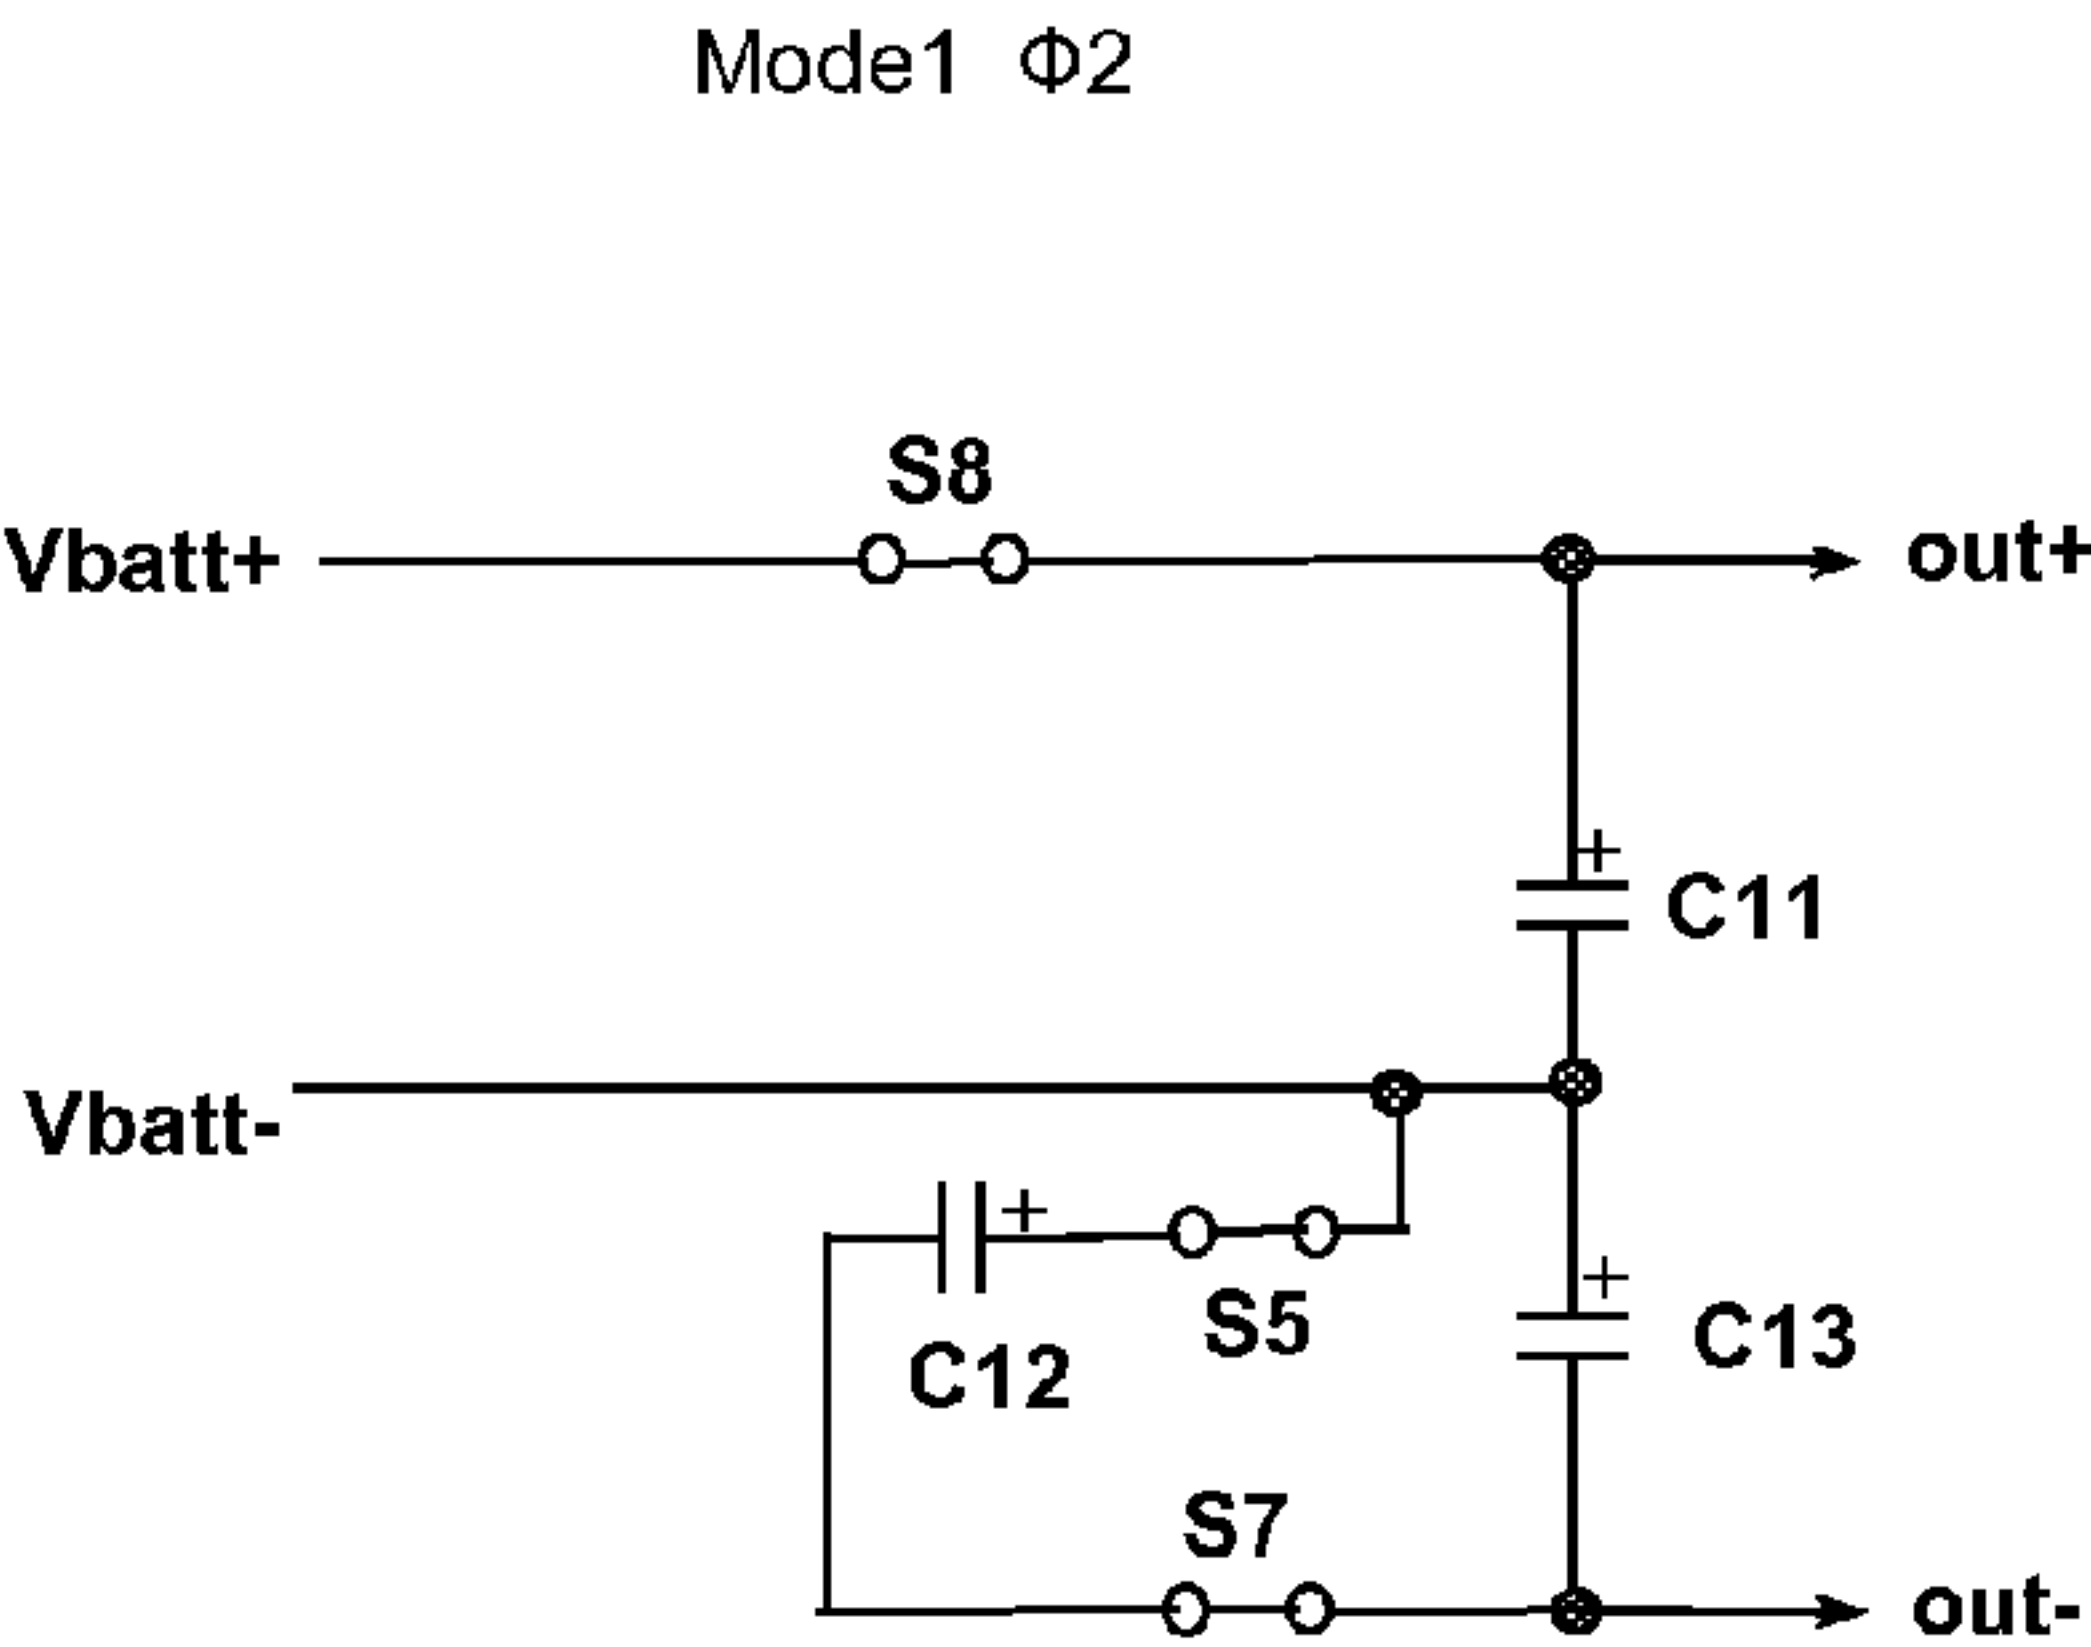 Mode1 Φ2
S8
Vbatt+
out+
+
C11
Vbatt-
+
S5
C12
+
C13
S7
out-